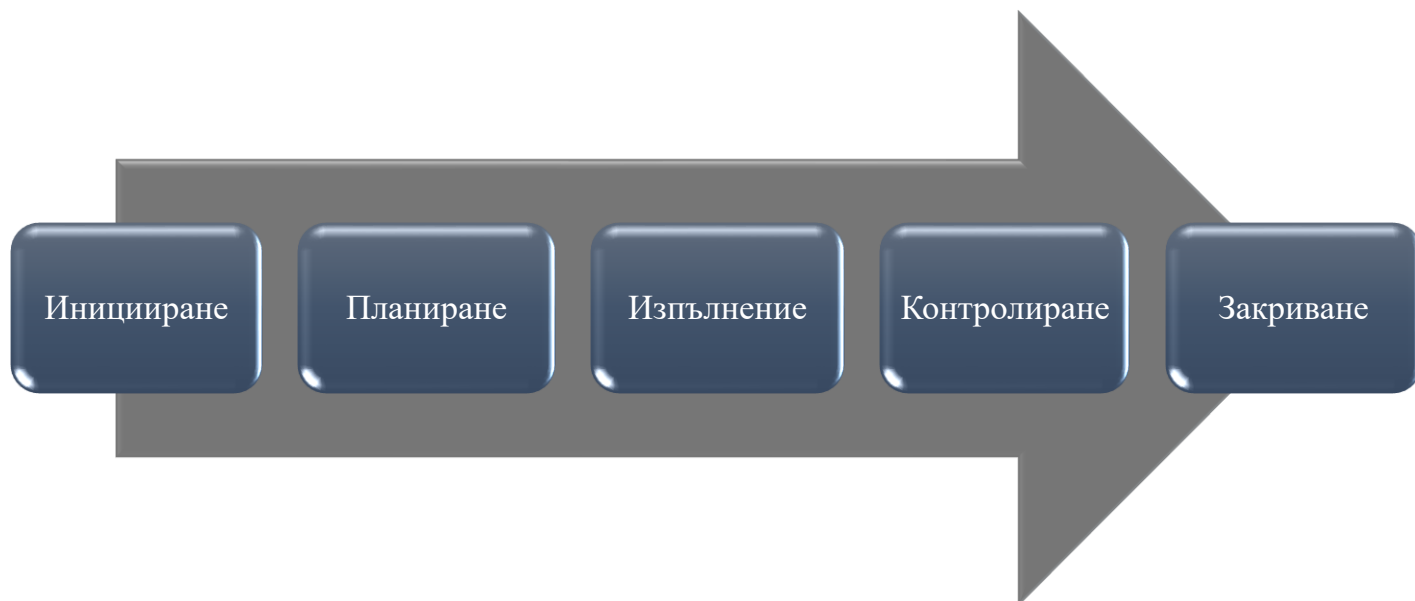 Иницииране
Планиране
Изпълнение
Контролиране
Закриване